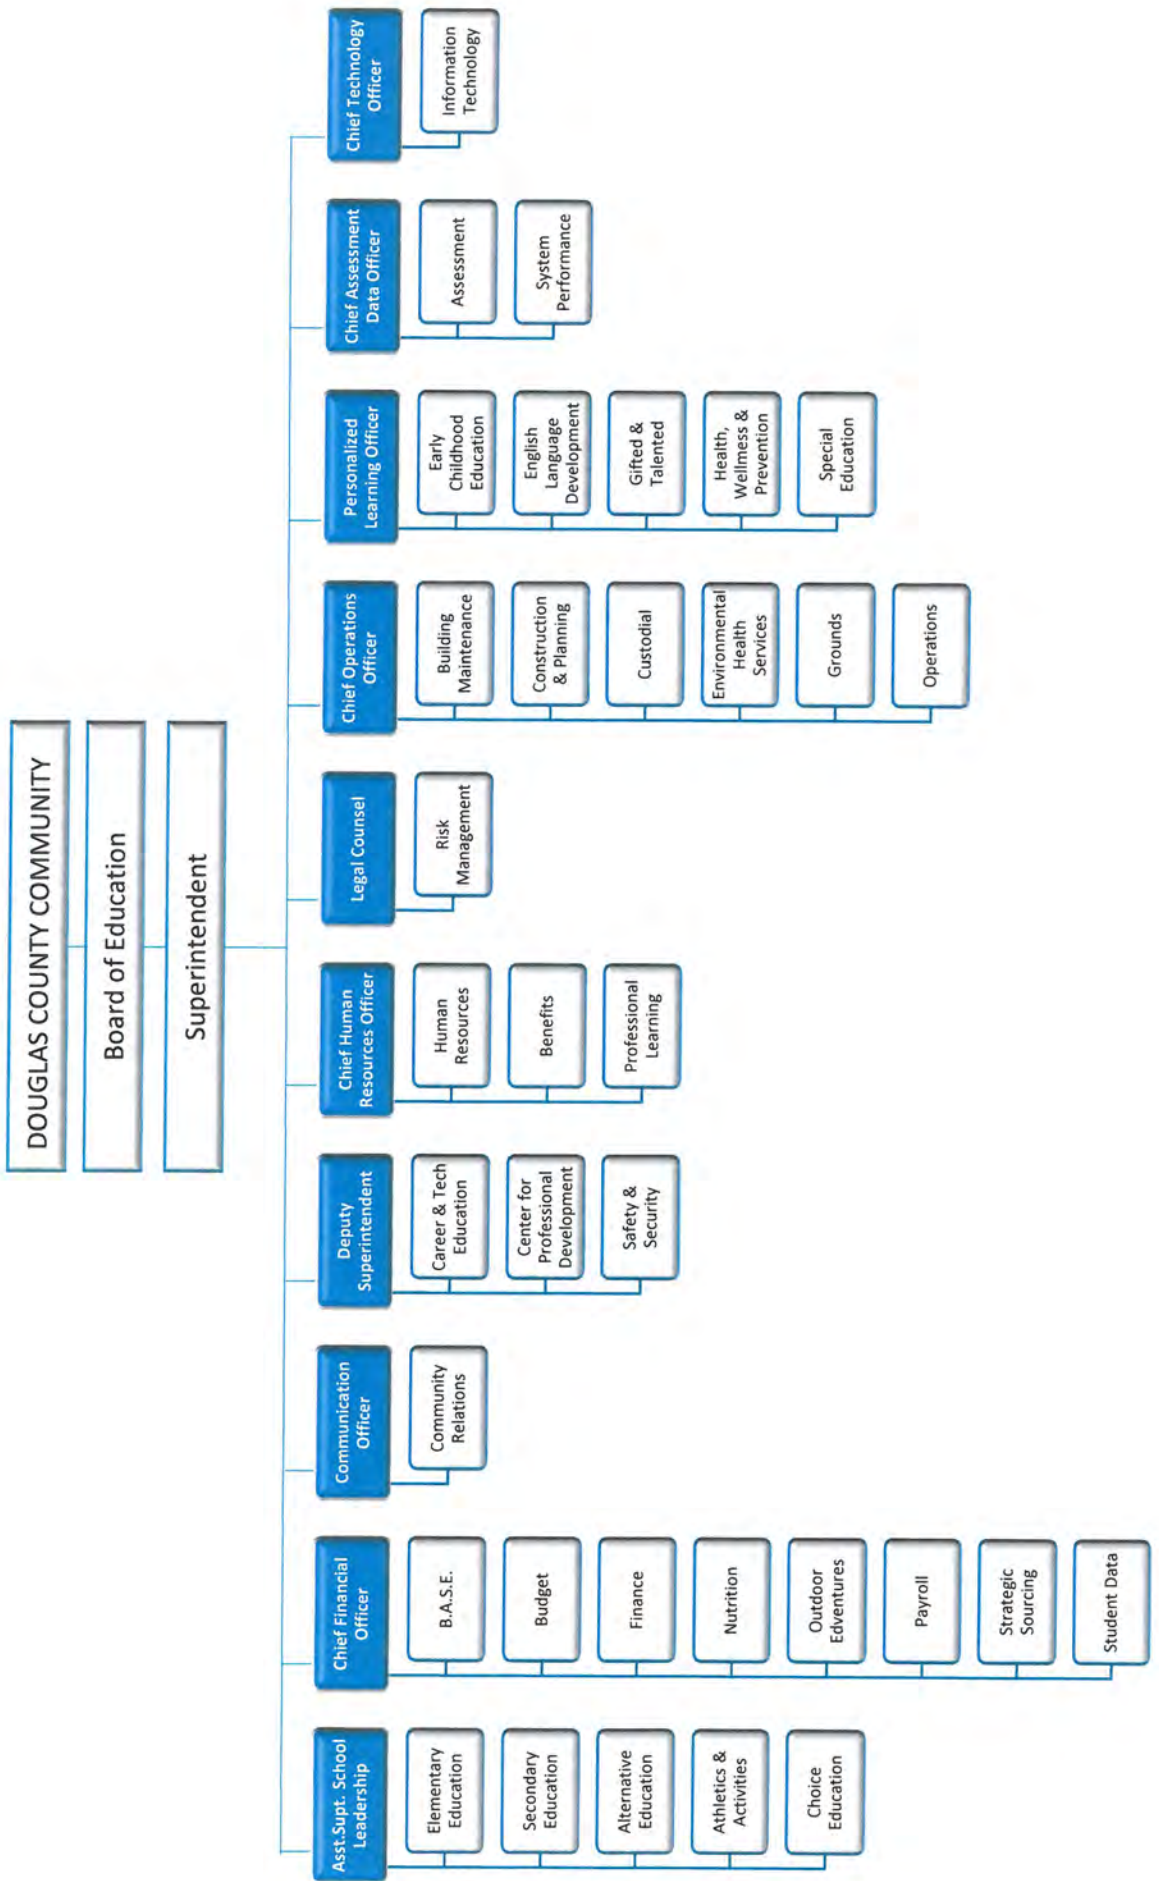 DOUGLAS COUNTY COMMUNITY
Board of Education
Superintendent
Asst.Supt. School
Leadership
Elementary
Education
Secondary
Education
Alternative
Education
Athletics &
Activities
Choice
Education
Chief Financial
Officer
B.A.S.E.
Budget
Finance
Nutrition
Outdoor
Edventures
Payroll
Strategic
Sourcing
Student Data
Communication
Officer
Community
Relations
Deputy
Superintendent
Career & Tech
Education
Center for
Professional
Development
Safety &
Security
Chief Human
Resources Officer
Human
Resources
Benefits
Professional
Learning
Legal Counsel
Risk
Management
Chief Operations
Officer
Building
Maintenance
Construction
& Planning
Custodial
Environmental
Health
Services
Grounds
Operations
Personalized
Learning Officer
Early
Childhood
Education
English
Language
Development
Gifted &
Talented
Health,
Wellness &
Prevention
Special
Education
Chief Assessment
Data Officer
Assessment
System
Performance
Chief Technology
Officer
Information
Technology